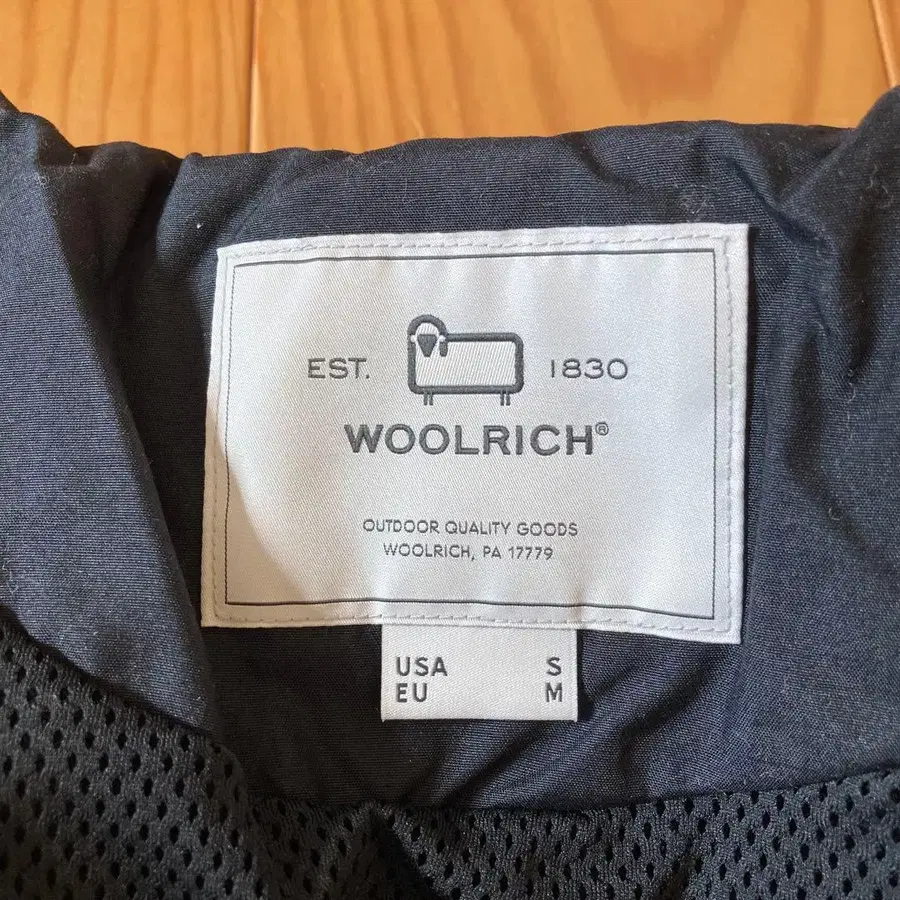 EST. 1830
WOOLRICH®
OUTDOOR QUALITY GOODS
WOOLRICH, PA 17779
USA S
EU M